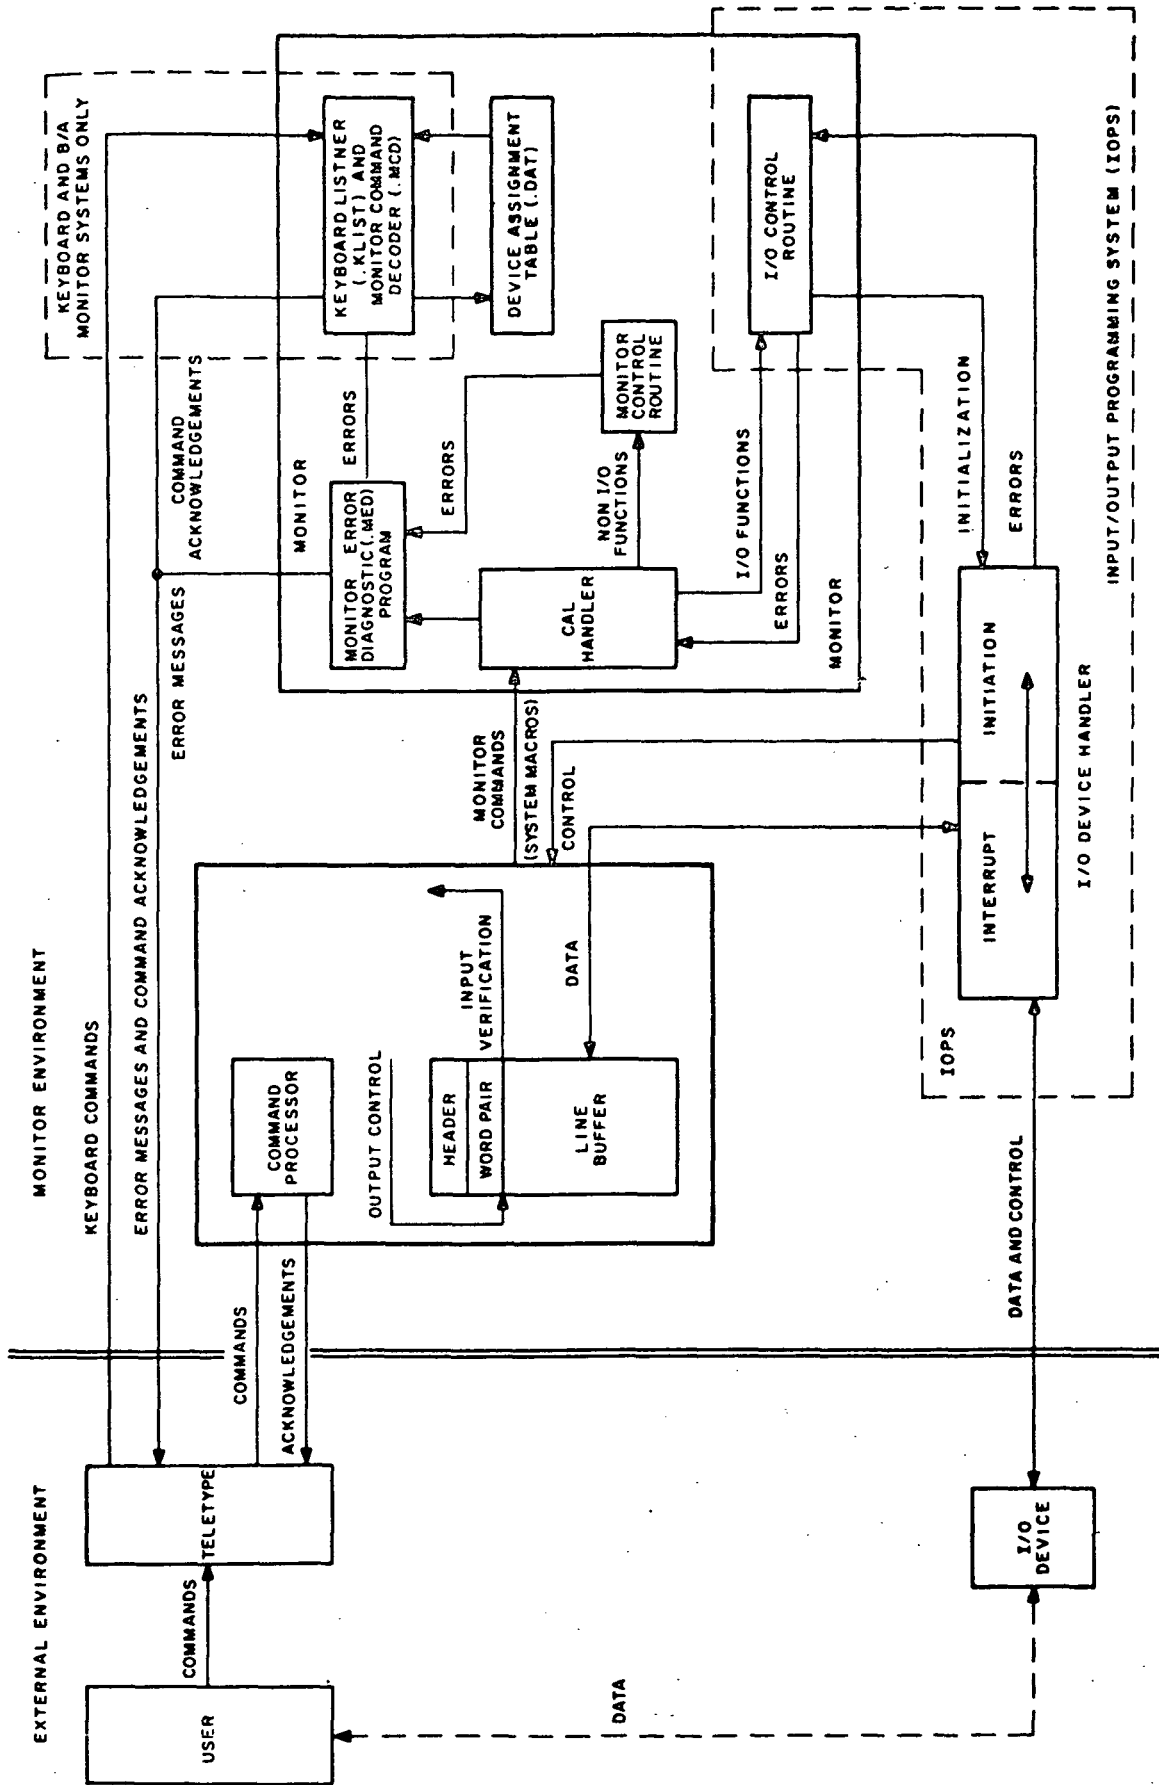 EXTERNAL ENVIRONMENT
MONITOR ENVIRONMENT
USER
COMMANDS
TELETYPE
KEYBOARD COMMANDS
ERROR MESSAGES AND COMMAND ACKNOWLEDGEMENTS
ERROR MESSAGES
COMMAND
ACKNOWLEDGEMENTS
KEYBOARD AND B/A
MONITOR SYSTEMS ONLY
COMMANDS
ACKNOWLEDGEMENTS
COMMAND
PROCESSOR
OUTPUT CONTROL
HEADER
WORD PAIR
LINE
BUFFER
INPUT
VERIFICATION
DATA
MONITOR
COMMANDS
(SYSTEM MACROS)
CONTROL
MONITOR
MONITOR ERROR
DIAGNOSTIC (.MED)
PROGRAM
ERRORS
KEYBOARD LISTNER
(.KLIST) AND
MONITOR COMMAND
DECODER (.MCD)
DEVICE ASSIGNMENT
TABLE (.DAT)
ERRORS
CAL
HANDLER
NON I/O
FUNCTIONS
MONITOR
CONTROL
ROUTINE
I/O FUNCTIONS
ERRORS
I/O CONTROL
ROUTINE
MONITOR
INITIALIZATION
ERRORS
IOPS
INTERRUPT
INITIATION
I/O DEVICE HANDLER
INPUT/OUTPUT PROGRAMMING SYSTEM (IOPS)
DATA AND CONTROL
I/O
DEVICE
DATA